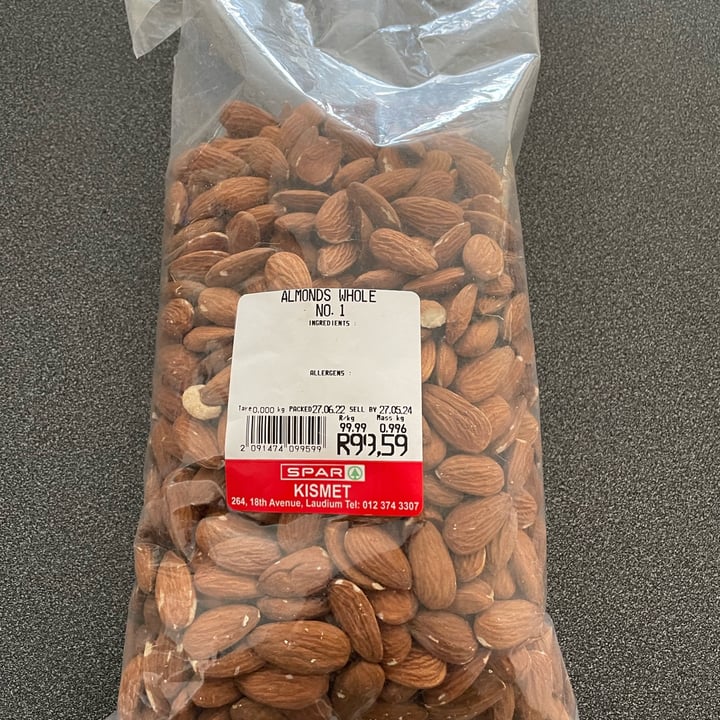 ALMONDS WHOLE
NO. 1
INGREDIENTS :
ALLERGENS :
Tare 0.000 kg PACKED 27.06.22 SELL BY 27.05.24
R/kg Mass kg
99.99 0.996
R99,59
2 091474 099599
SPAR
KISMET
264, 18th Avenue, Laudium Tel: 012 374 3307